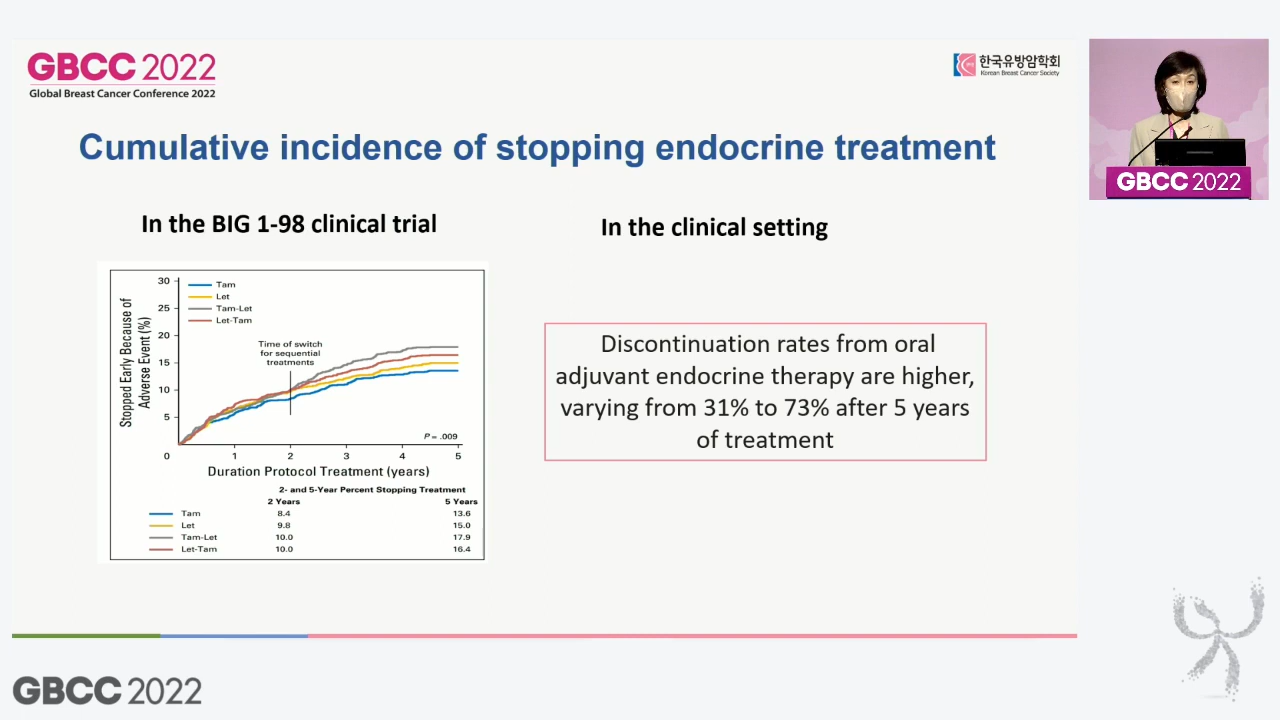 GBCC 2022
Global Breast Cancer Conference 2022
한국유방암학회
Korean Breast Cancer Society
GBCC 2022
Cumulative incidence of stopping endocrine treatment
In the BIG 1-98 clinical trial
In the clinical setting
Stopped Early Because of
Adverse Event (%)
30
25
20
15
10
5
0
Tam
Let
Tam-Let
Let-Tam
Time of switch
for sequential
treatments
P = .009
1 2 3 4 5
Duration Protocol Treatment (years)
2- and 5-Year Percent Stopping Treatment
2 Years 5 Years
Tam 8.4 13.6
Let 9.8 15.0
Tam-Let 10.0 17.9
Let-Tam 10.0 16.4
Discontinuation rates from oral
adjuvant endocrine therapy are higher,
varying from 31% to 73% after 5 years
of treatment
GBCC 2022